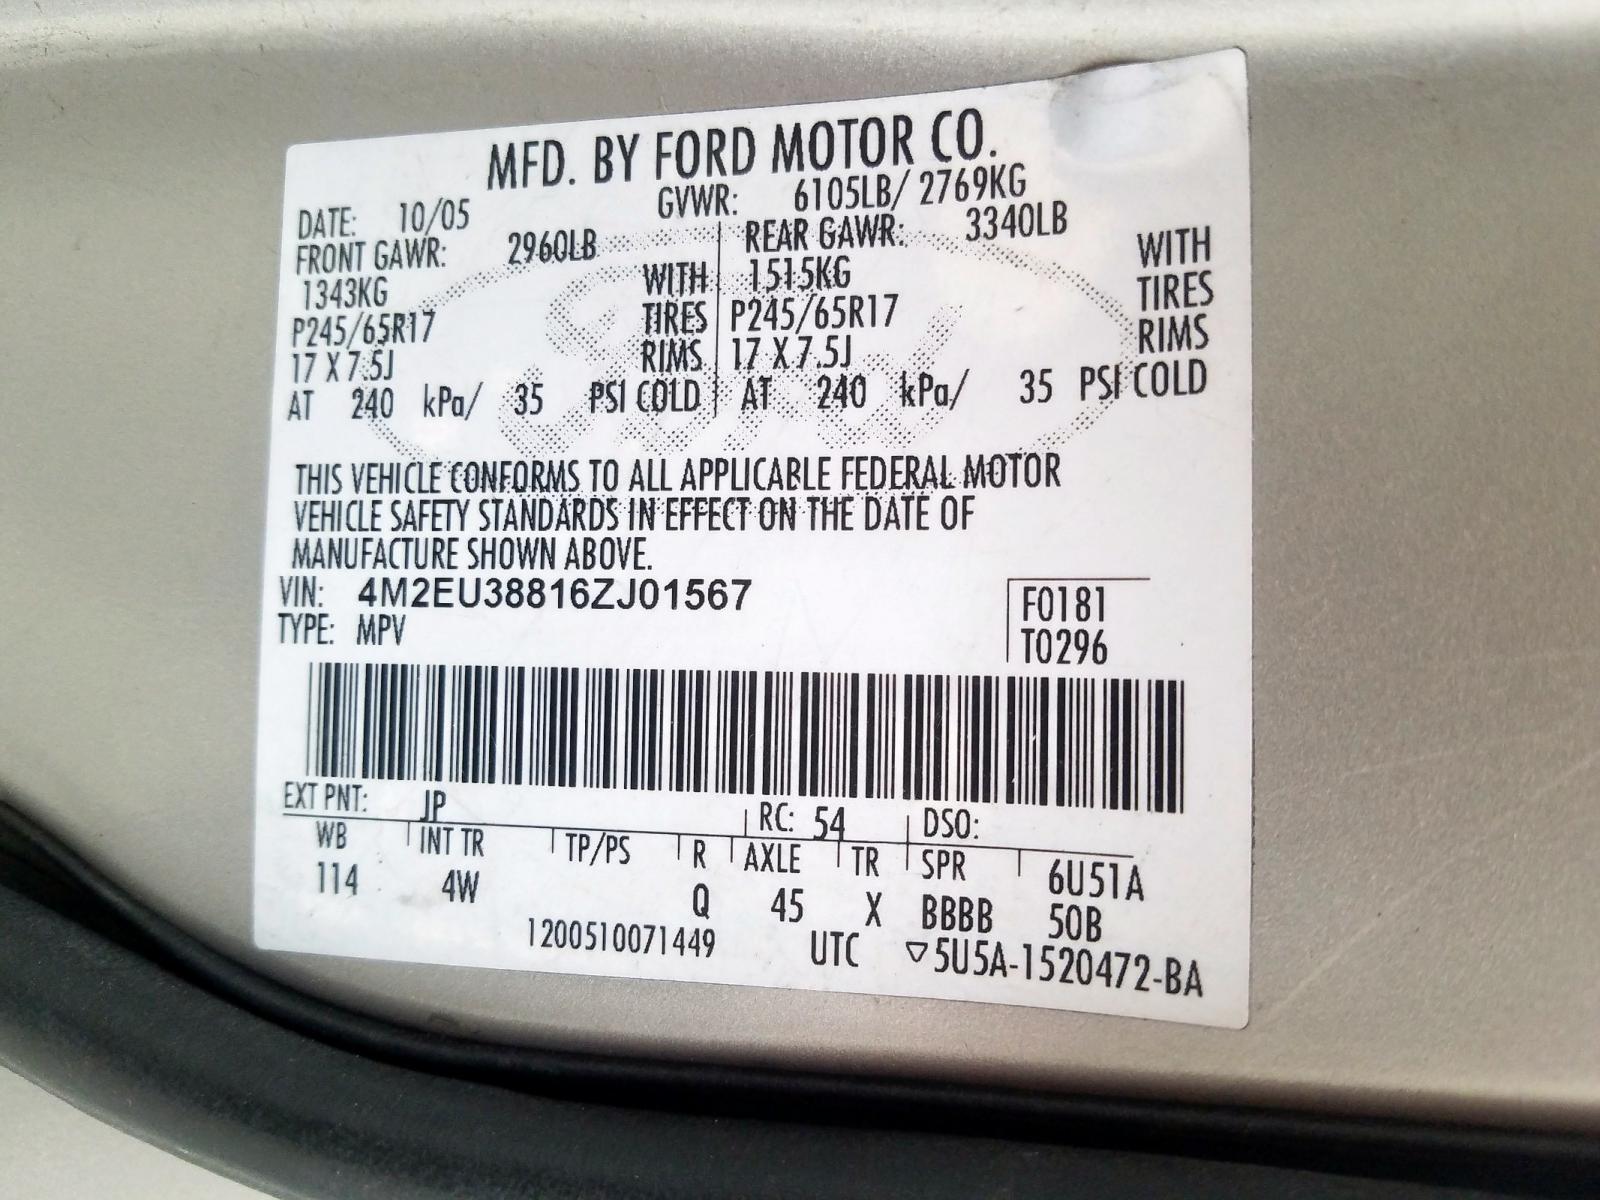 MFD. BY FORD MOTOR CO.
DATE: 10/05 GVWR: 6105LB/ 2769KG
FRONT GAWR: 2960LB REAR GAWR: 3340LB
1343KG WITH 1515KG WITH
P245/65R17 TIRES P245/65R17 TIRES
17 X 7.5J RIMS 17 X 7.5J RIMS
AT 240 kPa/ 35 PSI COLD AT 240 kPa/ 35 PSI COLD
Ford
THIS VEHICLE CONFORMS TO ALL APPLICABLE FEDERAL MOTOR
VEHICLE SAFETY STANDARDS IN EFFECT ON THE DATE OF
MANUFACTURE SHOWN ABOVE.
VIN: 4M2EU38816ZJ01567 F0181
TYPE: MPV T0296
EXT PNT: JP RC: 54 DSO:
WB INT TR TP/PS R AXLE TR SPR 6U51A
114 4W Q 45 X BBBB 50B
1200510071449 UTC ▽5U5A-1520472-BA